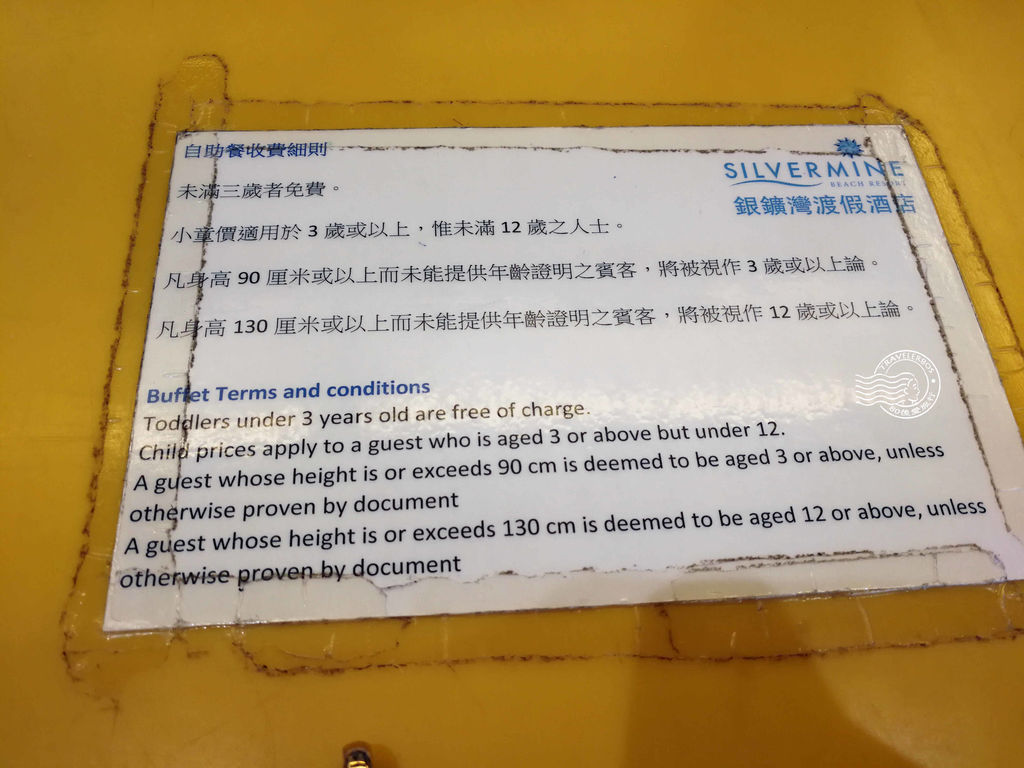 自助餐收費細則
SILVERMINE
BEACH RESORT
銀鑛灣渡假酒店
未滿三歲者免費。
小童價適用於 3 歲或以上，惟未滿 12 歲之人士。
凡身高 90 厘米或以上而未能提供年齡證明之賓客，將被視作 3 歲或以上論。
凡身高 130 厘米或以上而未能提供年齡證明之賓客，將被視作 12 歲或以上論。
Buffet Terms and conditions
Toddlers under 3 years old are free of charge.
Child prices apply to a guest who is aged 3 or above but under 12.
A guest whose height is or exceeds 90 cm is deemed to be aged 3 or above, unless
otherwise proven by document
A guest whose height is or exceeds 130 cm is deemed to be aged 12 or above, unless
otherwise proven by document
TRAVELERBOS